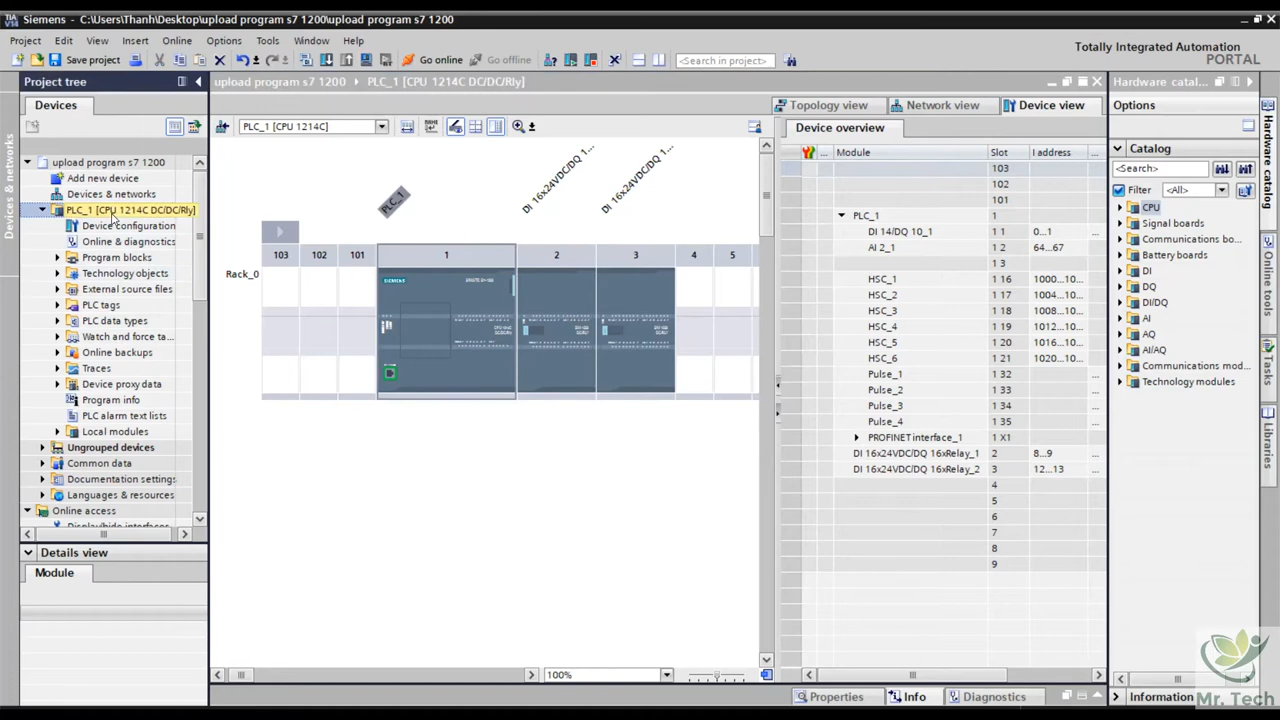 TIA V14 Siemens - C:\Users\Thanh\Desktop\upload program s7 1200\upload program s7 1200
Project Edit View Insert Online Options Tools Window Help
Totally Integrated Automation
PORTAL
Save project Go online Go offline <Search in project>
Project tree
upload program s7 1200 PLC_1 [CPU 1214C DC/DC/Rly]
Hardware catal...
Devices
Topology view Network view Device view
Options
PLC_1 [CPU 1214C]
Device overview
Devices & networks
upload program s7 1200
Add new device
Devices & networks
PLC_1 [CPU 1214C DC/DC/Rly]
Device configuration
Online & diagnostics
Program blocks
Technology objects
External source files
PLC tags
PLC data types
Watch and force ta...
Online backups
Traces
Device proxy data
Program info
PLC alarm text lists
Local modules
Ungrouped devices
Common data
Documentation settings
Languages & resources
Online access
Display/hide interfaces
Details view
Module
PLC_1
DI 16x24VDC/DQ 1...
DI 16x24VDC/DQ 1...
103 102 101 1 2 3 4 5
Rack_0
SIEMENS
100%
... Module Slot I address ...
103
102
101
PLC_1 1
DI 14/DQ 10_1 1 1 0...1
AI 2_1 1 2 64...67
1 3
HSC_1 1 16 1000...10...
HSC_2 1 17 1004...10...
HSC_3 1 18 1008...10...
HSC_4 1 19 1012...10...
HSC_5 1 20 1016...10...
HSC_6 1 21 1020...10...
Pulse_1 1 32 ...
Pulse_2 1 33 ...
Pulse_3 1 34 ...
Pulse_4 1 35 ...
PROFINET interface_1 1 X1
DI 16x24VDC/DQ 16xRelay_1 2 8...9 ...
DI 16x24VDC/DQ 16xRelay_2 3 12...13 ...
4
5
6
7
8
9
Catalog
<Search>
Filter <All>
CPU
Signal boards
Communications bo...
Battery boards
DI
DQ
DI/DQ
AI
AQ
AI/AQ
Communications mod...
Technology modules
Information
Properties Info Diagnostics
Hardware catalog
Online tools
Tasks
Libraries
Mr. Tech